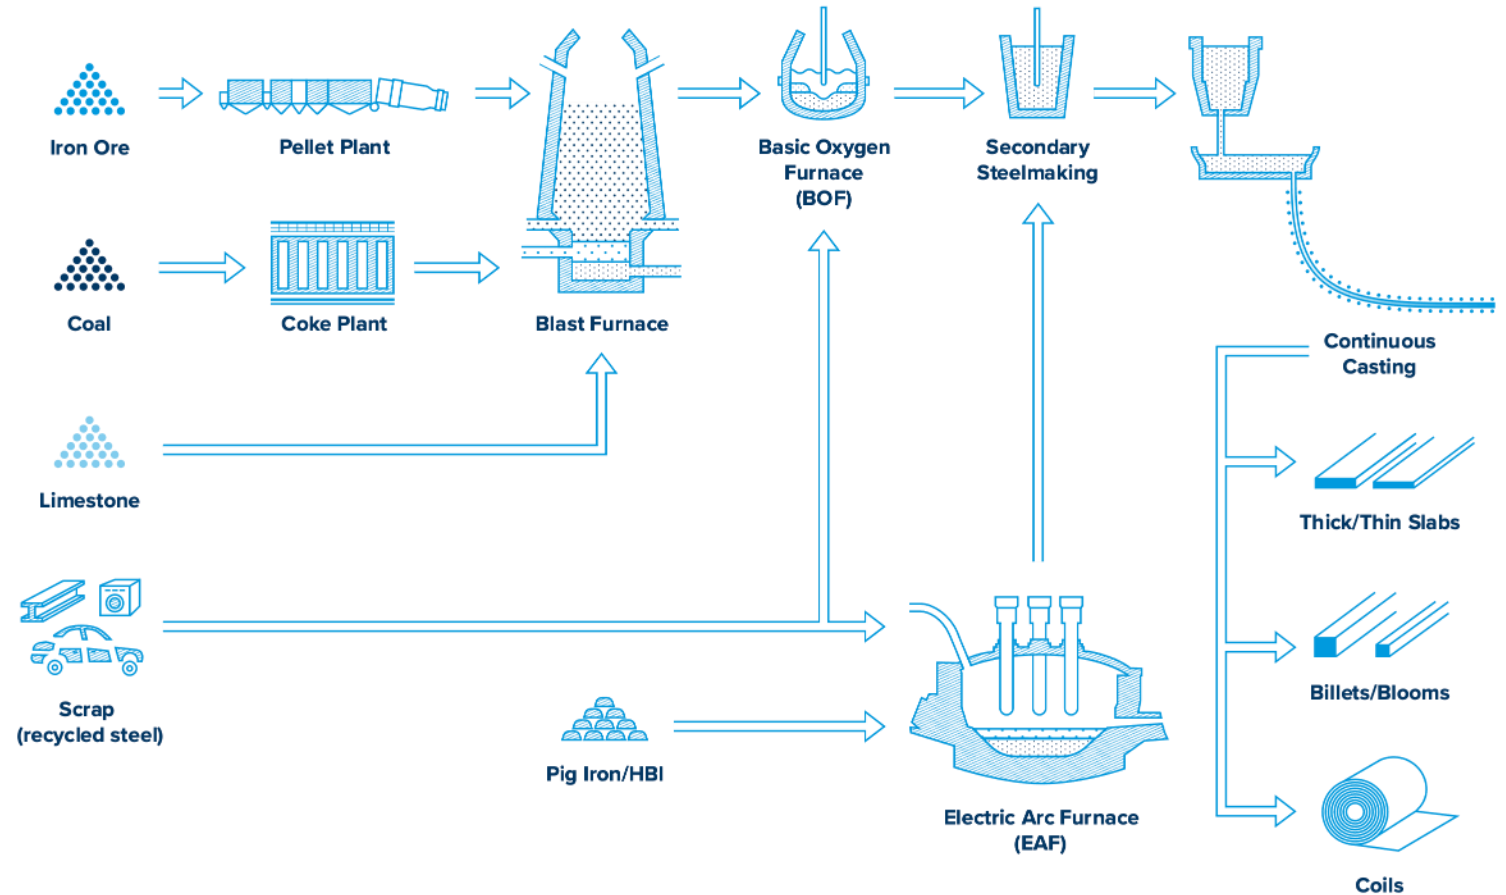 Iron Ore
Pellet Plant
Basic Oxygen
Furnace
(BOF)
Secondary
Steelmaking
Coal
Coke Plant
Blast Furnace
Continuous
Casting
Limestone
Thick/Thin Slabs
Scrap
(recycled steel)
Billets/Blooms
Pig Iron/HBI
Electric Arc Furnace
(EAF)
Coils